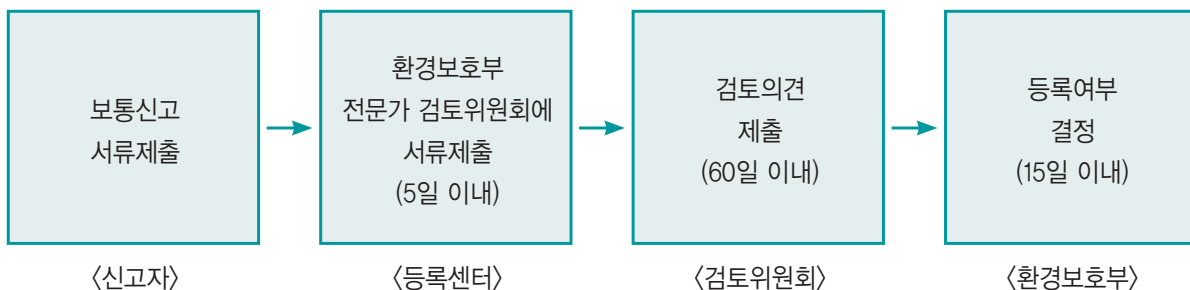 보통신고
서류제출
환경보호부
전문가 검토위원회에
서류제출
(5일 이내)
검토의견
제출
(60일 이내)
등록여부
결정
(15일 이내)
〈신고자〉
〈등록센터〉
〈검토위원회〉
〈환경보호부〉